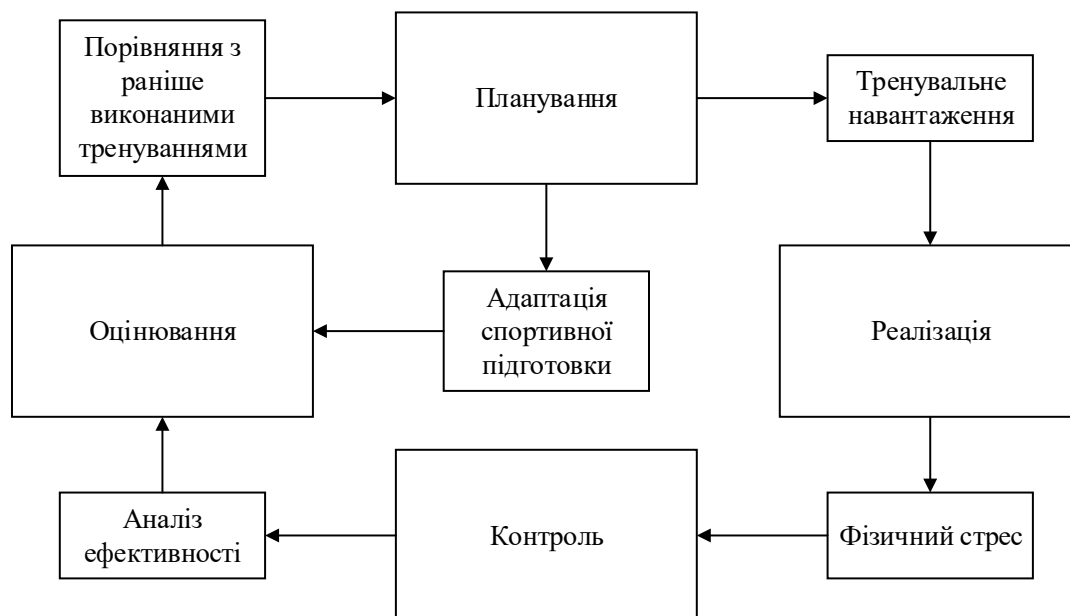 Порівняння з
раніше
виконаними
тренуваннями
Планування
Тренувальне
навантаження
Оцінювання
Адаптація
спортивної
підготовки
Реалізація
Аналіз
ефективності
Контроль
Фізичний стрес